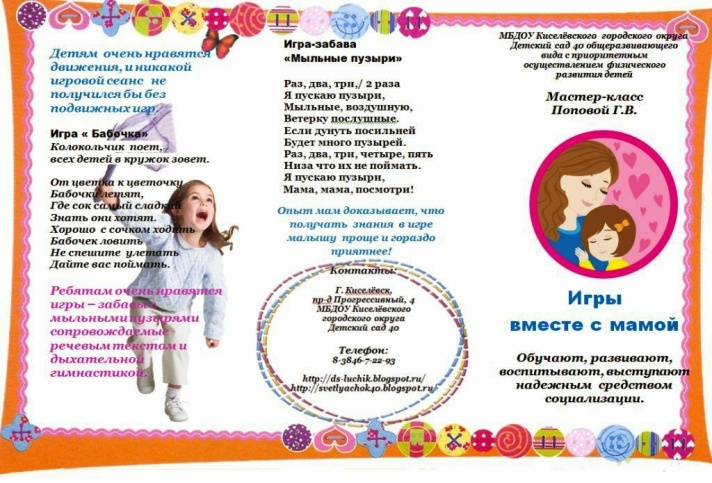 Детям очень нравятся
движения, и никакой
игровой сеанс не
получился бы без
подвижных игр.
Игра « Бабочка»
Колокольчик поет,
всех детей в кружок зовет.
От цветка к цветочку
Бабочки летят,
Где сок самый сладкий
Знать они хотят.
Хорошо с сочком ходить
Бабочек ловить
Не спешите улетать
Дайте вас поймать.
Ребятам очень нравятся
игры – забавы с
мыльными пузырями
сопровождаемые
речевым текстом и
дыхательной
гимнастикой.
Игра-забава
«Мыльные пузыри»
Раз, два, три,/ 2 раза
Я пускаю пузыри,
Мыльные, воздушную,
Ветерку послушные.
Если дунуть посильней
Будет много пузырей.
Раз, два, три, четыре, пять
Низа что их не поймать.
Я пускаю пузыри,
Мама, мама, посмотри!
Опыт мам доказывает, что
получать знания в игре
малышу проще и гораздо
приятнее!
Контакты:
Г. Киселёвск,
пр-д Прогрессивный, 4
МБДОУ Киселёвского
городского округа
Детский сад 40
Телефон:
8-3846-7-22-93
http://ds-luchik.blogspot.ru/
http://svetlyachok40.blogspot.ru
МБДОУ Киселёвского городского округа
Детский сад 40 общеразвивающего
вида с приоритетным
осуществлением физического
развития детей
Мастер-класс
Поповой Г.В.
Игры
вместе с мамой
Обучают, развивают,
воспитывают, выступают
надежным средством
социализации.